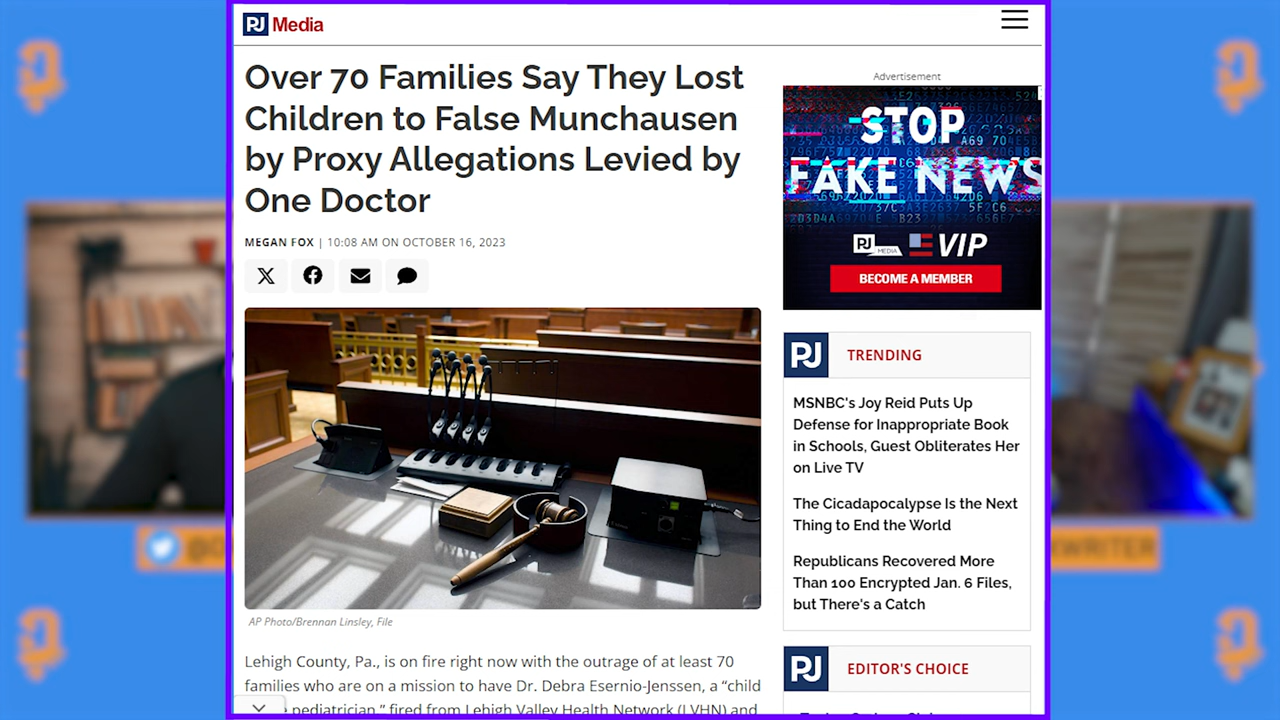 PJ Media
Over 70 Families Say They Lost
Children to False Munchausen
by Proxy Allegations Levied by
One Doctor
MEGAN FOX | 10:08 AM ON OCTOBER 16, 2023
AP Photo/Brennan Linsley, File
Lehigh County, Pa., is on fire right now with the outrage of at least 70
families who are on a mission to have Dr. Debra Esernio-Jenssen, a “child
pediatrician,” fired from Lehigh Valley Health Network (LVHN) and
Advertisement
STOP
FAKE NEWS
PJ MEDIA VIP
BECOME A MEMBER
PJ TRENDING
MSNBC's Joy Reid Puts Up
Defense for Inappropriate Book
in Schools, Guest Obliterates Her
on Live TV
The Cicadapocalypse Is the Next
Thing to End the World
Republicans Recovered More
Than 100 Encrypted Jan. 6 Files,
but There's a Catch
PJ EDITOR'S CHOICE